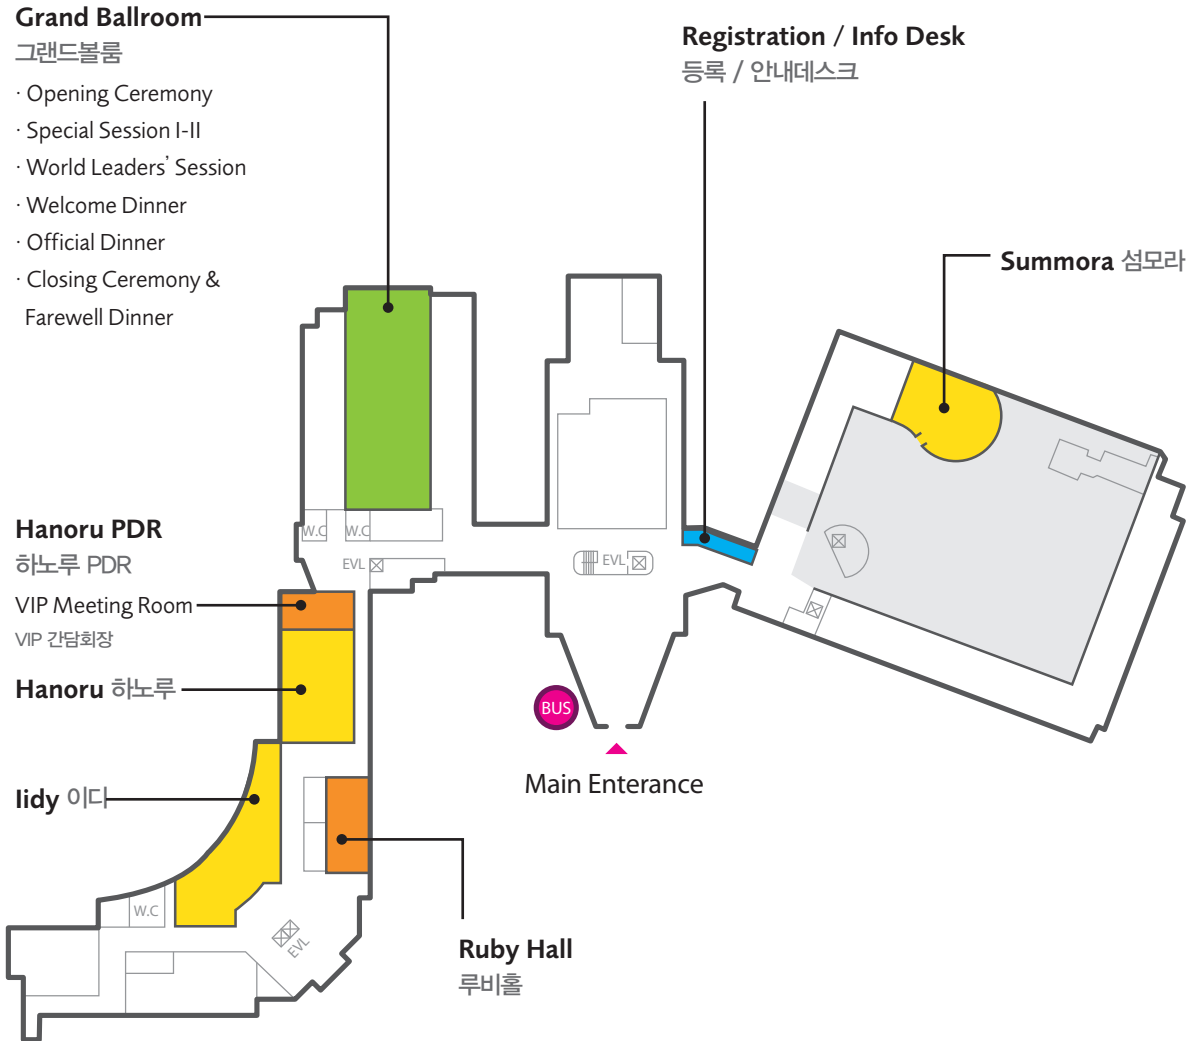 Grand Ballroom
그랜드볼룸
· Opening Ceremony
· Special Session I-II
· World Leaders' Session
· Welcome Dinner
· Official Dinner
· Closing Ceremony &
Farewell Dinner
Registration / Info Desk
등록 / 안내데스크
Summora 섬모라
W.C
W.C
EVL
EVL
Hanoru PDR
하노루 PDR
VIP Meeting Room
VIP 간담회장
Hanoru 하노루
BUS
Main Enterance
Iidy 이디
W.C
EVL
Ruby Hall
루비홀